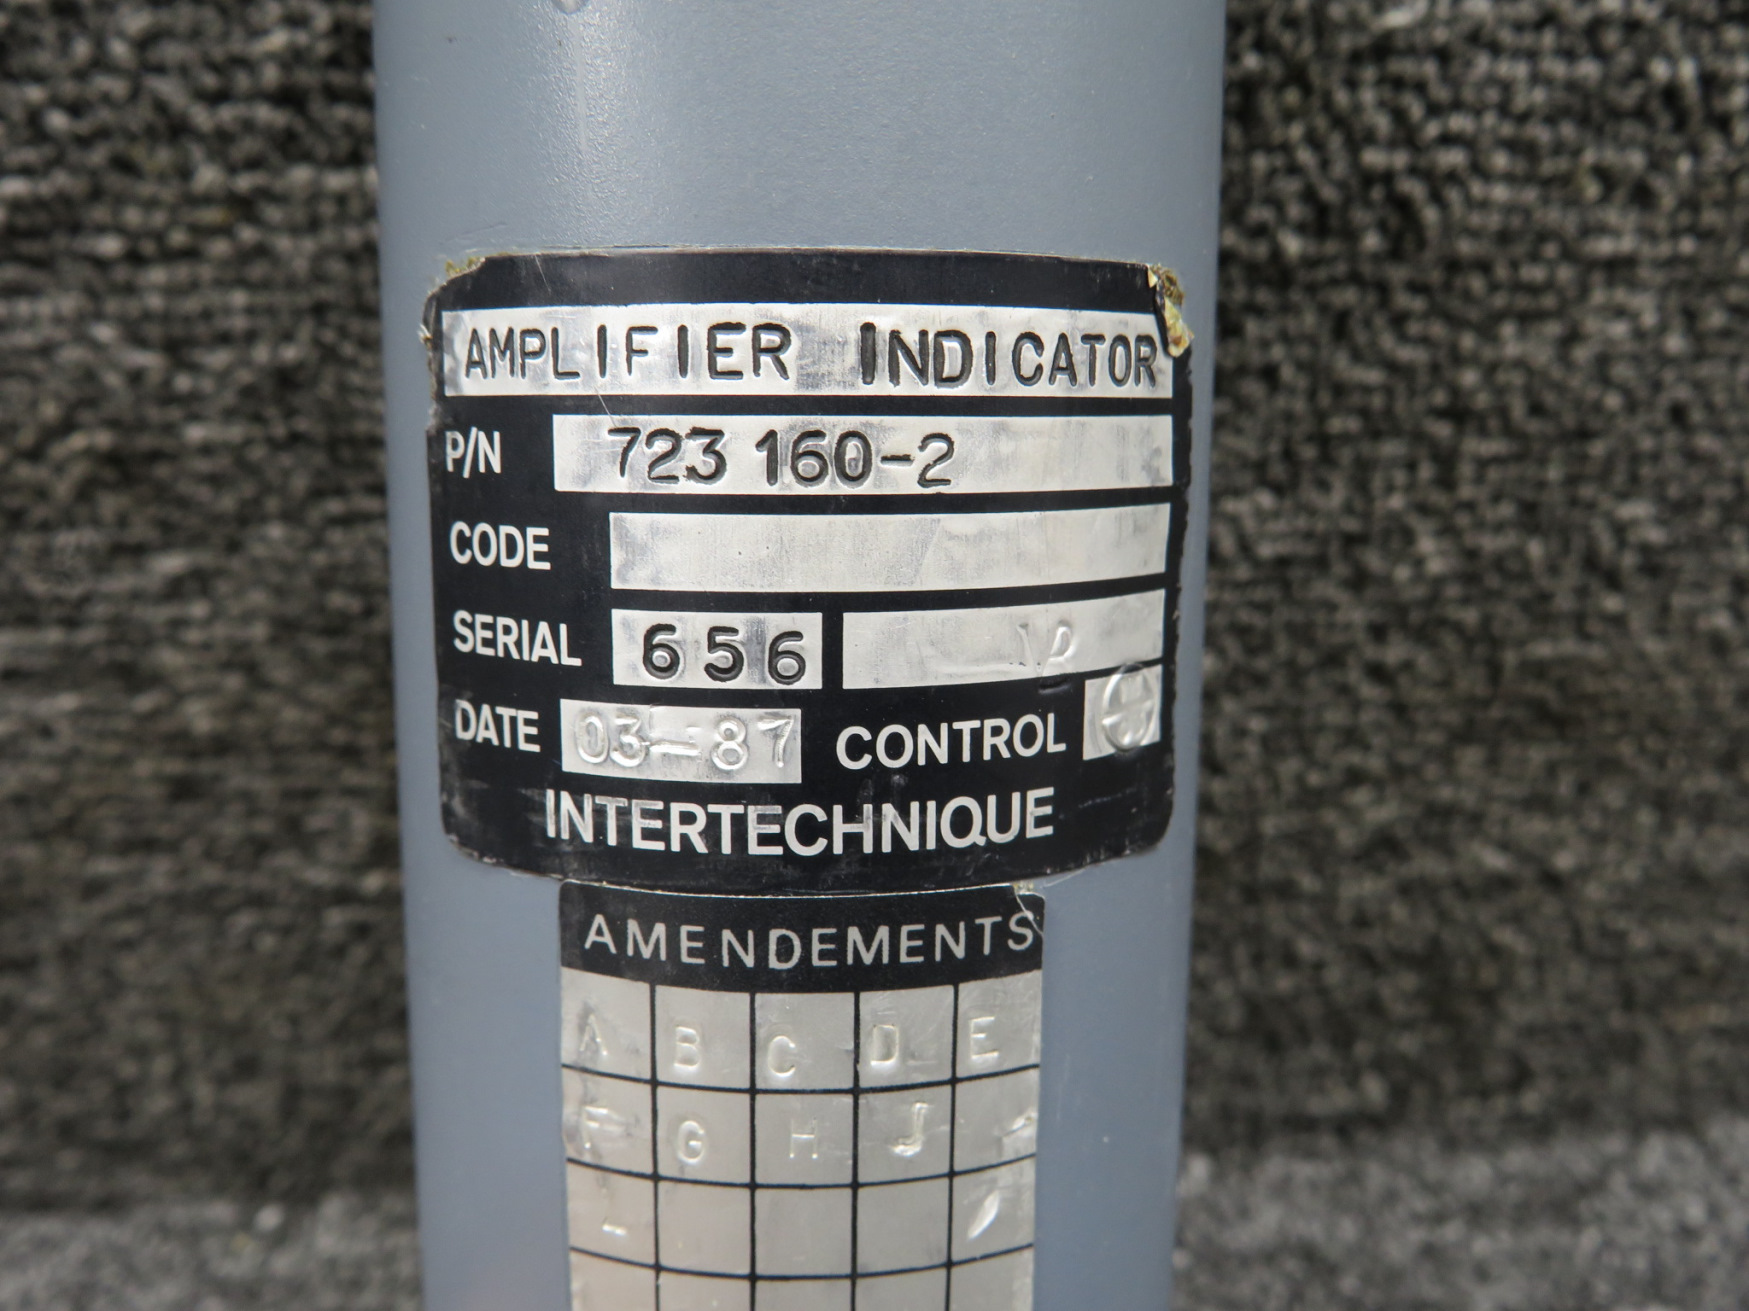 AMPLIFIER INDICATOR
P/N 723 160-2
CODE
SERIAL 656
DATE 03-87 CONTROL
INTERTECHNIQUE
AMENDEMENTS
A B C D E
F G H J